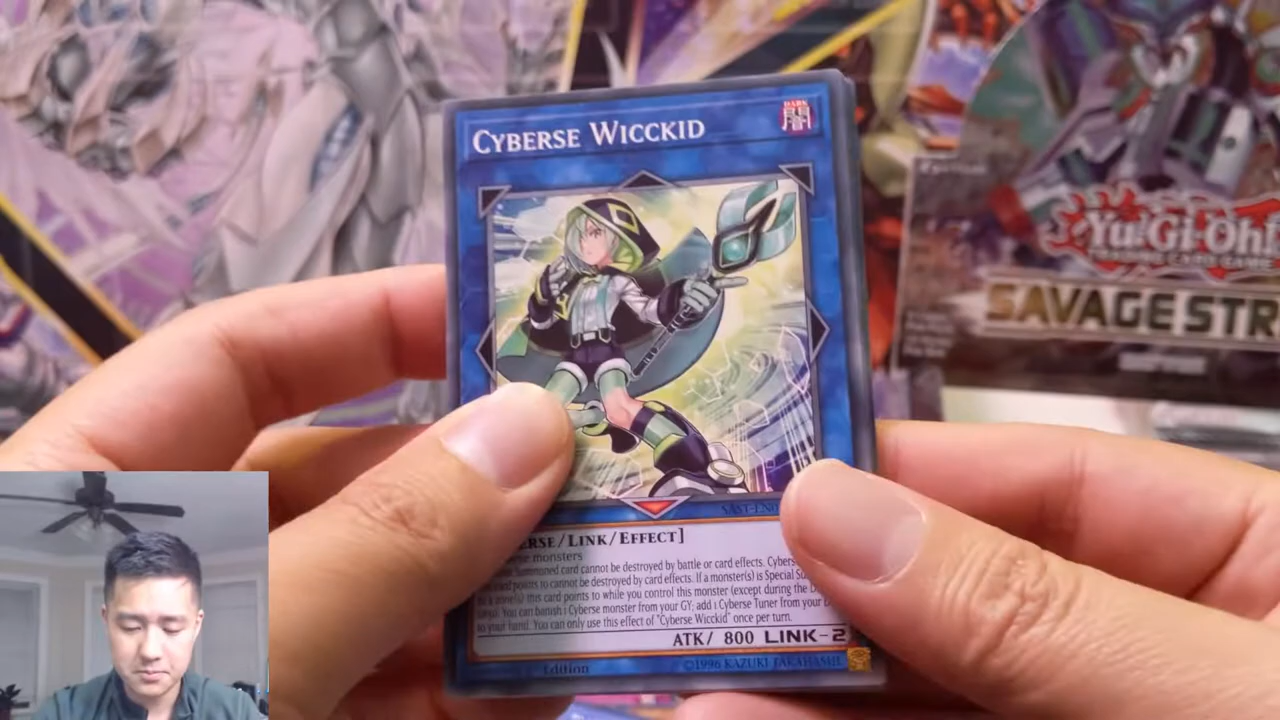 CYBERSE WICCKID
DARK
闇
Yu-Gi-Oh!
TRADING CARD GAME
SAVAGE STR
SAST-EN0
ERSE/LINK/EFFECT]
monsters
Summoned card cannot be destroyed by battle or card effects. Cybers
card points to cannot be destroyed by card effects. If a monster(s) is Special Su
this card points to while you control this monster (except during the D
You can banish 1 Cyberse monster from your GY; add 1 Cyberse Tuner from your D
to your hand. You can only use this effect of "Cyberse Wicckid" once per turn.
ATK/ 800 LINK-2
Edition
©1996 KAZUKI TAKAHASHI